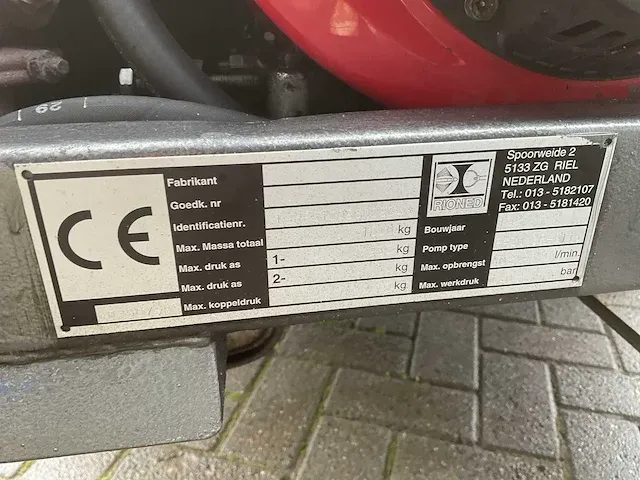 29
CE
Fabrikant
Goedk. nr
Identificatienr.
Max. Massa totaal kg
Max. druk as 1- kg
Max. druk as 2- kg
Max. koppeldruk kg
RIONED
Spoorweide 2
5133 ZG RIEL
NEDERLAND
Tel.: 013 - 5182107
Fax: 013 - 5181420
Bouwjaar
Pomp type
Max. opbrengst l/min.
Max. werkdruk bar